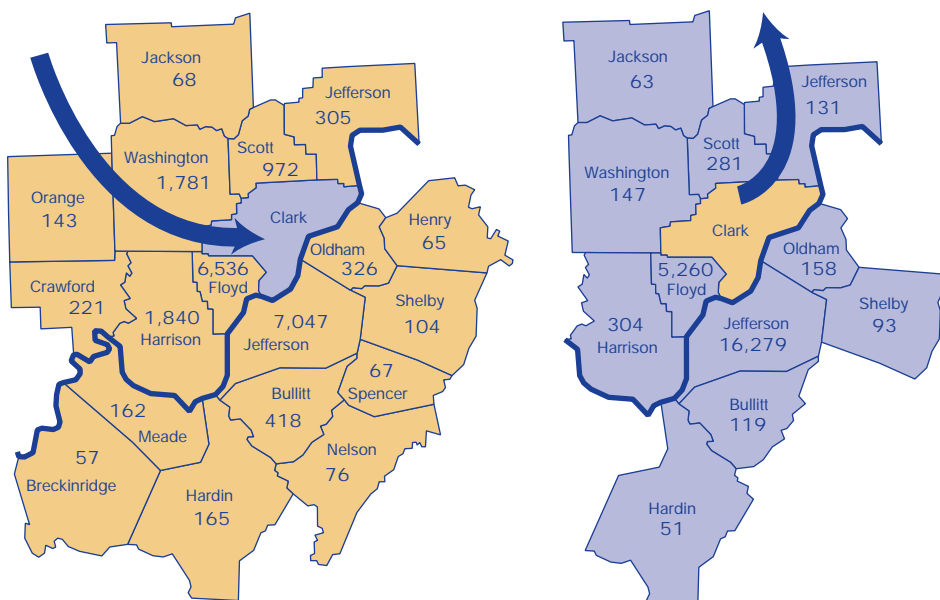 Jackson
68
Jefferson
305
Washington
1,781
Scott
972
Orange
143
Clark
Henry
65
Oldham
326
6,536
Floyd
Crawford
221
Shelby
104
1,840
Harrison
7,047
Jefferson
67
Spencer
162
Meade
Bullitt
418
57
Breckinridge
Nelson
76
Hardin
165
Jackson
63
Jefferson
131
Scott
281
Washington
147
Clark
Oldham
158
5,260
Floyd
Shelby
93
304
Harrison
Jefferson
16,279
Bullitt
119
Hardin
51